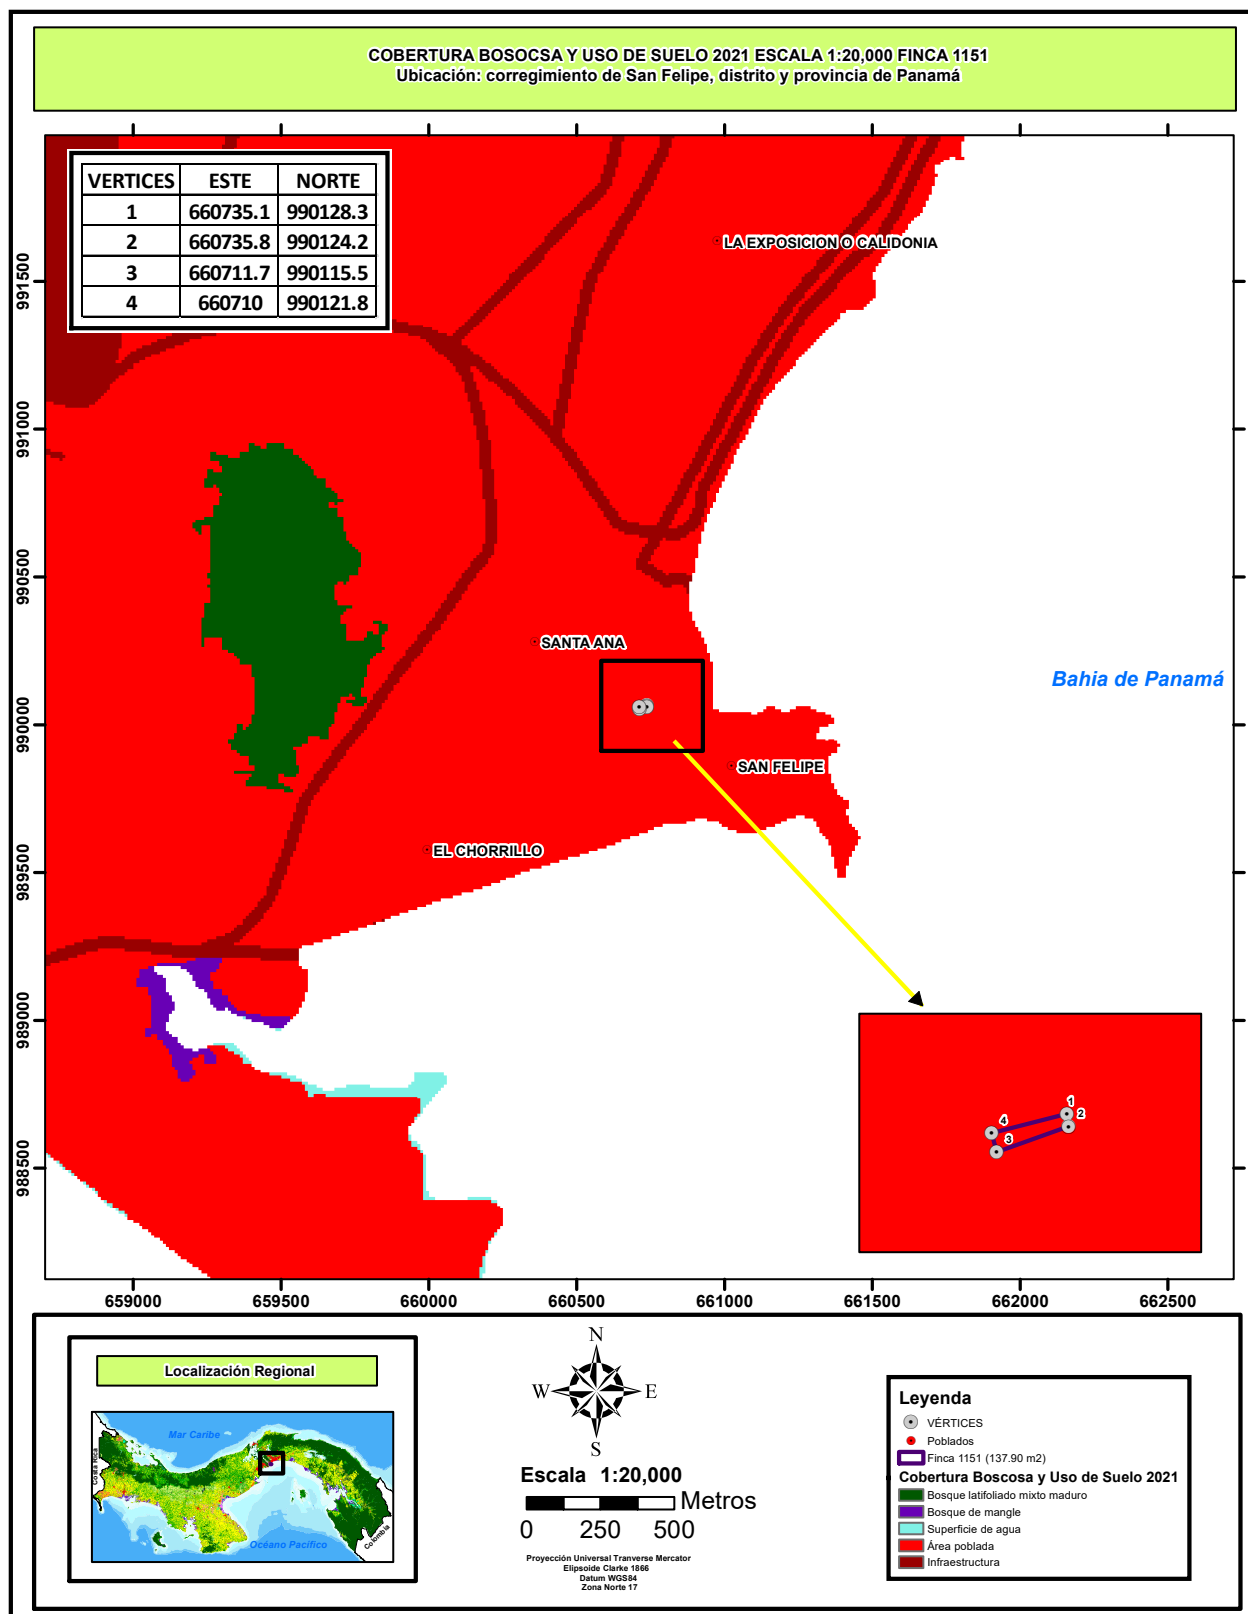 COBERTURA BOSOCSA Y USO DE SUELO 2021 ESCALA 1:20,000 FINCA 1151
Ubicación: corregimiento de San Felipe, distrito y provincia de Panamá
VERTICES ESTE NORTE
1 660735.1 990128.3
2 660735.8 990124.2
3 660711.7 990115.5
4 660710 990121.8
LA EXPOSICION O CALIDONIA
SANTA ANA
Bahia de Panamá
SAN FELIPE
EL CHORRILLO
991500
991000
990500
990000
989500
989000
988500
1
2
4
3
659000 659500 660000 660500 661000 661500 662000 662500
Localización Regional
Mar Caribe
Costa Rica
Colombia
Océano Pacífico
N
W E
S
Escala 1:20,000
Metros
0 250 500
Proyección Universal Tranverse Mercator
Elipsoide Clarke 1866
Datum WGS84
Zona Norte 17
Leyenda
VÉRTICES
Poblados
Finca 1151 (137.90 m2)
Cobertura Boscosa y Uso de Suelo 2021
Bosque latifoliado mixto maduro
Bosque de mangle
Superficie de agua
Área poblada
Infraestructura